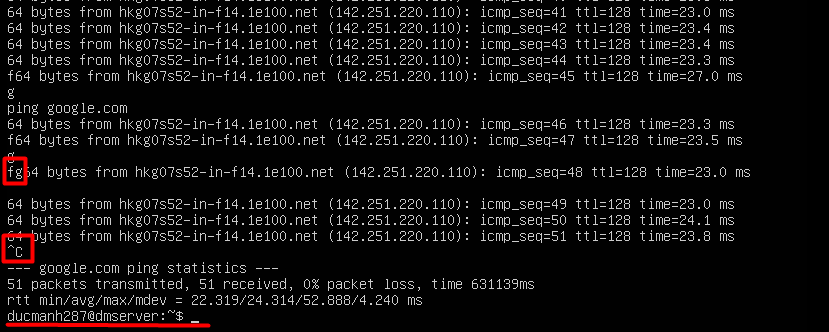 64 bytes from hkg07s52-in-f14.1e100.net (142.251.220.110): icmp_seq=41 ttl=128 time=23.0 ms
64 bytes from hkg07s52-in-f14.1e100.net (142.251.220.110): icmp_seq=42 ttl=128 time=23.4 ms
64 bytes from hkg07s52-in-f14.1e100.net (142.251.220.110): icmp_seq=43 ttl=128 time=23.4 ms
64 bytes from hkg07s52-in-f14.1e100.net (142.251.220.110): icmp_seq=44 ttl=128 time=23.3 ms
f64 bytes from hkg07s52-in-f14.1e100.net (142.251.220.110): icmp_seq=45 ttl=128 time=27.0 ms
g
ping google.com
64 bytes from hkg07s52-in-f14.1e100.net (142.251.220.110): icmp_seq=46 ttl=128 time=23.3 ms
f64 bytes from hkg07s52-in-f14.1e100.net (142.251.220.110): icmp_seq=47 ttl=128 time=23.5 ms
g
fg64 bytes from hkg07s52-in-f14.1e100.net (142.251.220.110): icmp_seq=48 ttl=128 time=23.0 ms
64 bytes from hkg07s52-in-f14.1e100.net (142.251.220.110): icmp_seq=49 ttl=128 time=23.0 ms
64 bytes from hkg07s52-in-f14.1e100.net (142.251.220.110): icmp_seq=50 ttl=128 time=24.1 ms
64 bytes from hkg07s52-in-f14.1e100.net (142.251.220.110): icmp_seq=51 ttl=128 time=23.8 ms
^C
--- google.com ping statistics ---
51 packets transmitted, 51 received, 0% packet loss, time 631139ms
rtt min/avg/max/mdev = 22.319/24.314/52.888/4.240 ms
ducmanh287@dmserver:~$ _